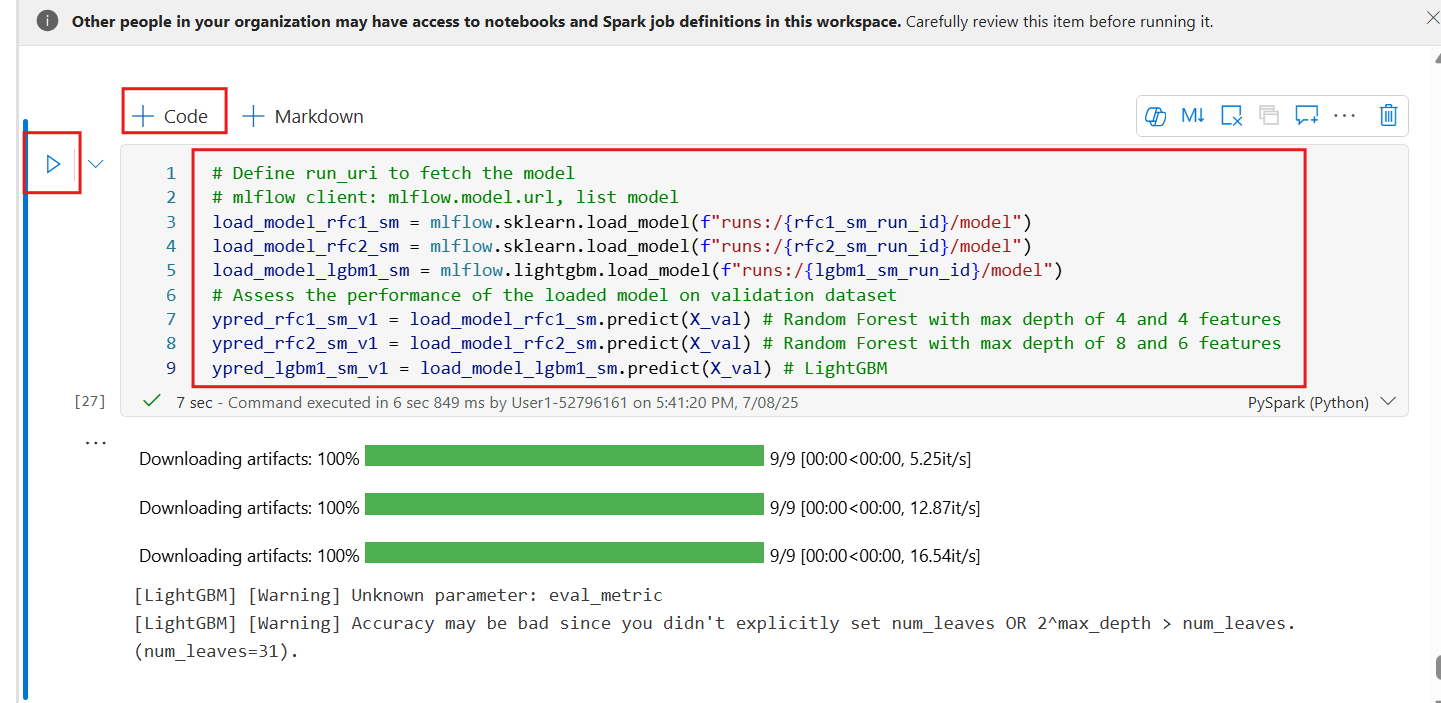 Other people in your organization may have access to notebooks and Spark job definitions in this workspace. Carefully review this item before running it.
Code
Markdown
M↓
1 # Define run_uri to fetch the model
2 # mlflow client: mlflow.model.url, list model
3 load_model_rfc1_sm = mlflow.sklearn.load_model(f"runs:/{rfc1_sm_run_id}/model")
4 load_model_rfc2_sm = mlflow.sklearn.load_model(f"runs:/{rfc2_sm_run_id}/model")
5 load_model_lgbm1_sm = mlflow.lightgbm.load_model(f"runs:/{lgbm1_sm_run_id}/model")
6 # Assess the performance of the loaded model on validation dataset
7 ypred_rfc1_sm_v1 = load_model_rfc1_sm.predict(X_val) # Random Forest with max depth of 4 and 4 features
8 ypred_rfc2_sm_v1 = load_model_rfc2_sm.predict(X_val) # Random Forest with max depth of 8 and 6 features
9 ypred_lgbm1_sm_v1 = load_model_lgbm1_sm.predict(X_val) # LightGBM
[27] 7 sec - Command executed in 6 sec 849 ms by User1-52796161 on 5:41:20 PM, 7/08/25 PySpark (Python)
Downloading artifacts: 100% 9/9 [00:00<00:00, 5.25it/s]
Downloading artifacts: 100% 9/9 [00:00<00:00, 12.87it/s]
Downloading artifacts: 100% 9/9 [00:00<00:00, 16.54it/s]
[LightGBM] [Warning] Unknown parameter: eval_metric
[LightGBM] [Warning] Accuracy may be bad since you didn't explicitly set num_leaves OR 2^max_depth > num_leaves.
(num_leaves=31).